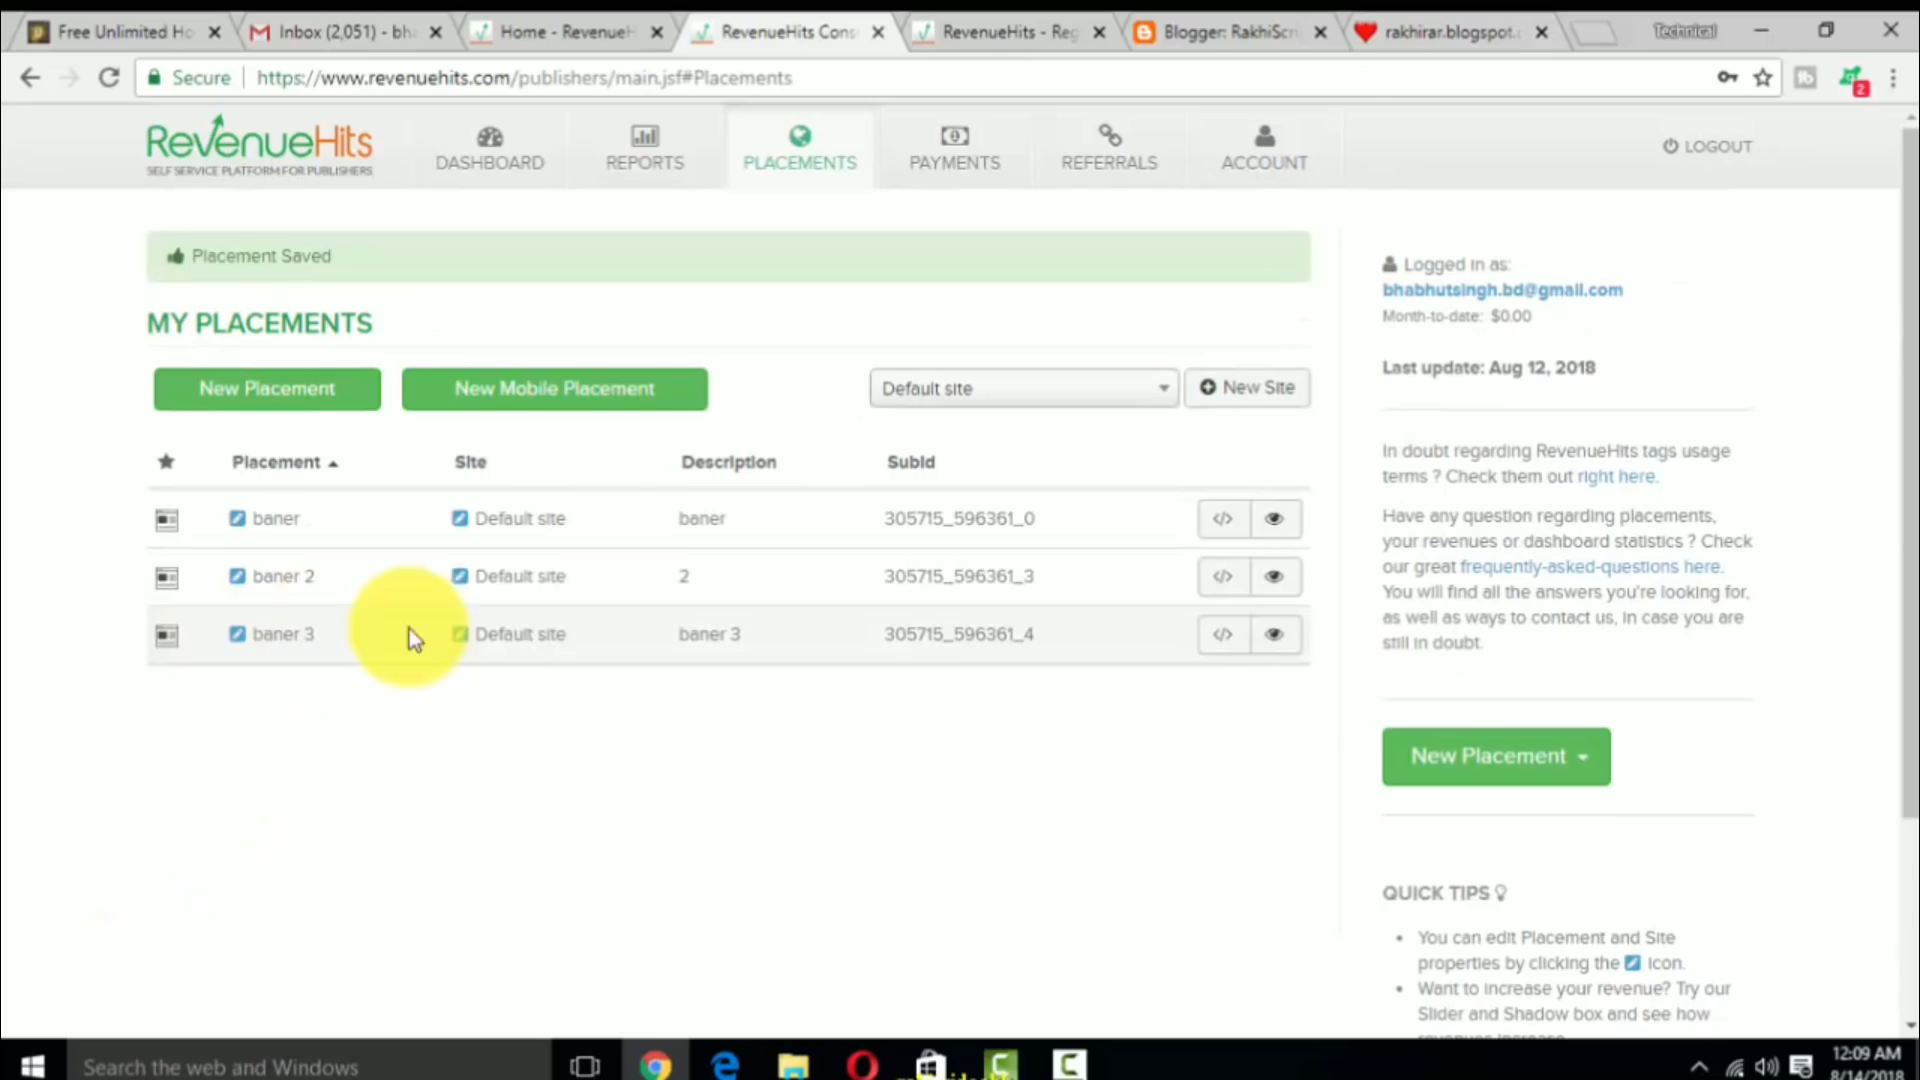 Free Unlimited Ho
Inbox (2,051) - bha
Home - RevenueH
RevenueHits Cons
RevenueHits - Reg
Blogger: RakhiScri
rakhirar.blogspot.
Technical
Secure
https://www.revenuehits.com/publishers/main.jsf#Placements
2
RevenueHits
SELF SERVICE PLATFORM FOR PUBLISHERS
DASHBOARD
REPORTS
PLACEMENTS
PAYMENTS
REFERRALS
ACCOUNT
LOGOUT
Placement Saved
MY PLACEMENTS
New Placement
New Mobile Placement
Default site
New Site
Placement
Site
Description
SubId
baner
Default site
baner
305715_596361_0
</>
baner 2
Default site
2
305715_596361_3
</>
baner 3
Default site
baner 3
305715_596361_4
</>
Logged in as:
bhabhutsingh.bd@gmail.com
Month-to-date: $0.00
Last update: Aug 12, 2018
In doubt regarding RevenueHits tags usage
terms ? Check them out right here.
Have any question regarding placements,
your revenues or dashboard statistics ? Check
our great frequently-asked-questions here.
You will find all the answers you're looking for,
as well as ways to contact us, in case you are
still in doubt.
New Placement
QUICK TIPS
You can edit Placement and Site
properties by clicking the icon.
Want to increase your revenue? Try our
Slider and Shadow box and see how
Search the web and Windows
12:09 AM
8/14/2018